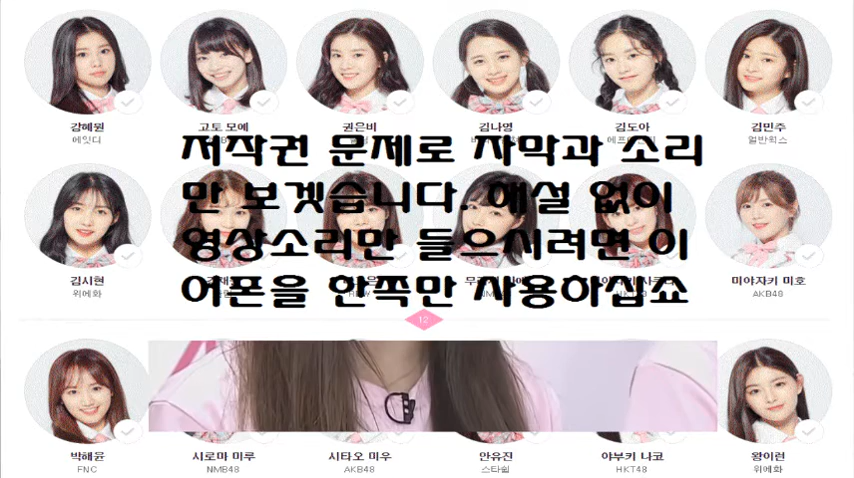 강혜원 고토 모에 권은비 김나영 김도아 김민주
에잇디 얼반웍스
저작권 문제로 자막과 소리
만 보겠습니다. 해설 없이
영상소리만 들으시려면 이
어폰을 한쪽만 사용하십쇼
김시현 미야자키 미호
위에화 AKB48
12
박해윤 시로마 미루 시타오 미우 안유진 야부키 나코 왕이런
FNC NMB48 AKB48 스타쉽 HKT48 위에화